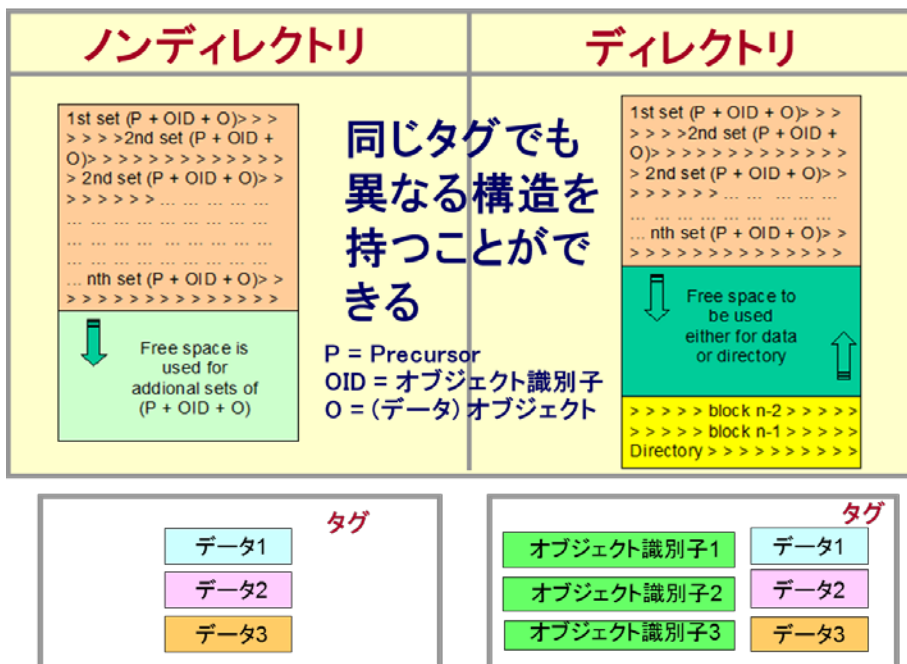 ノンディレクトリ
ディレクトリ
1st set (P + OID + O)> > >
> > > >2nd set (P + OID +
O)> > > > > > > > > > > > >
> 2nd set (P + OID + O)> >
> > > > > > ... ... ... ... ...
... ... ... ... ... ... ... ...
... ... ... ... ... ... ... ...
... ... ... ... ... ... ... ...
... nth set (P + OID + O)> >
> > > > > > > > > > > > > >
Free space is
used for
addional sets of
(P + OID + O)
同じタグでも
異なる構造を
持つことがで
きる
P = Precursor
OID = オブジェクト識別子
O = (データ) オブジェクト
1st set (P + OID + O)> > >
> > > >2nd set (P + OID +
O)> > > > > > > > > > > > >
> 2nd set (P + OID + O)> >
> > > > > > ... ... ... ...
... ... ... ... ... ... ... ...
... nth set (P + OID + O)> >
> > > > > > > > > > > > > >
Free space to
be used
either for data
or directory
> > > > > block n-2 > > > > >
> > > > > block n-1 > > > > >
Directory > > > > > > > > > >
タグ
データ1
データ2
データ3
タグ
オブジェクト識別子1 データ1
オブジェクト識別子2 データ2
オブジェクト識別子3 データ3